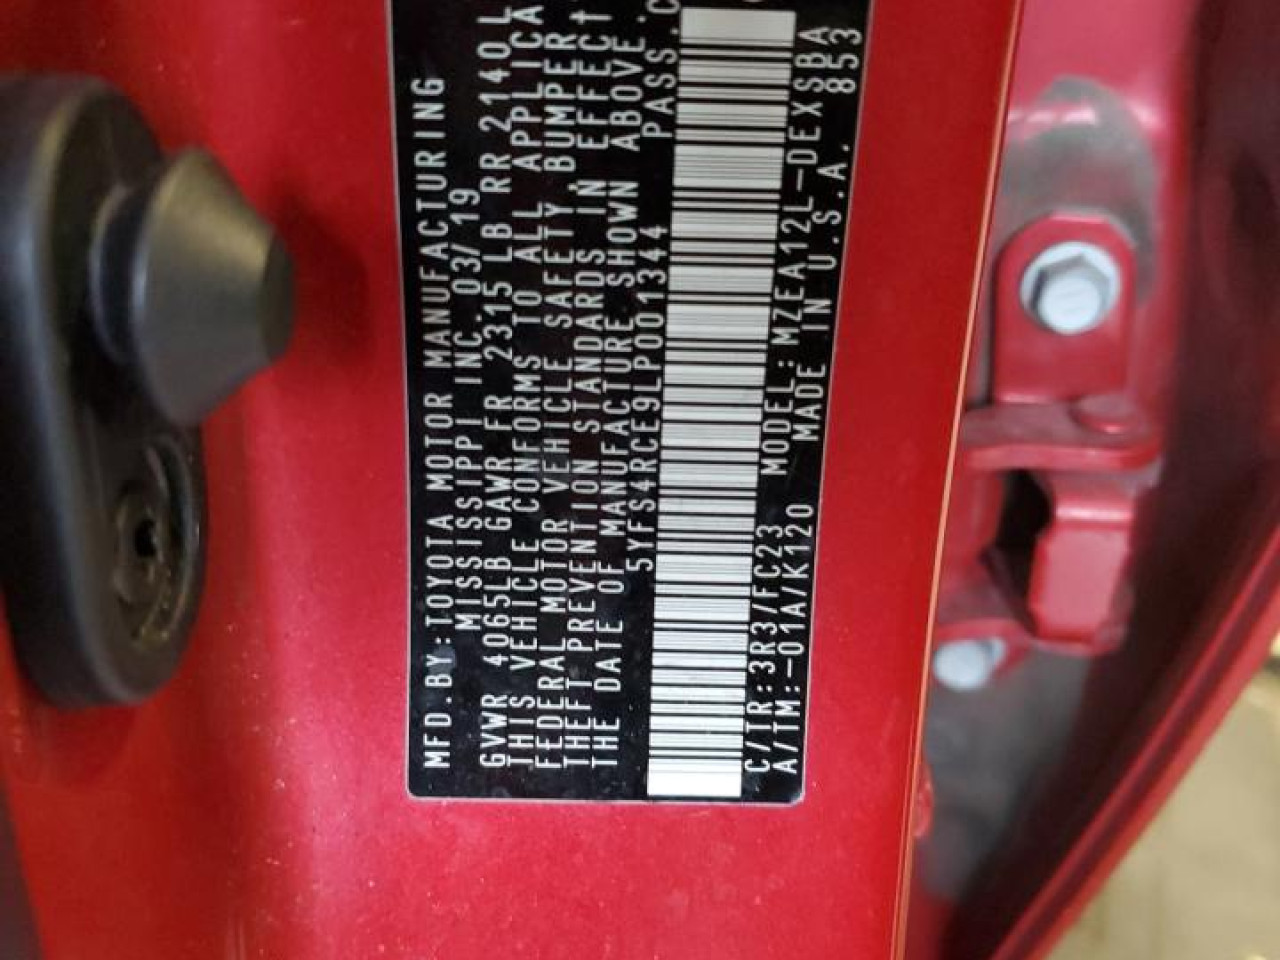 MFD.BY:TOYOTA MOTOR MANUFACTURING
MISSISSIPPI INC. 03/19
GVWR 4065LB GAWR FR 2315 LB RR 2140 L
THIS VEHICLE CONFORMS TO ALL APPLICA
FEDERAL MOTOR VEHICLE SAFETY, BUMPER
THEFT PREVENTION STANDARDS IN EFFECT
THE DATE OF MANUFACTURE SHOWN ABOVE.
5YFS4RCE9LP001344 PASS.C
C/TR:3R3/FC23 MODEL:MZEA12L-DEXSBA
A/TM:-01A/K120 MADE IN U.S.A. 853